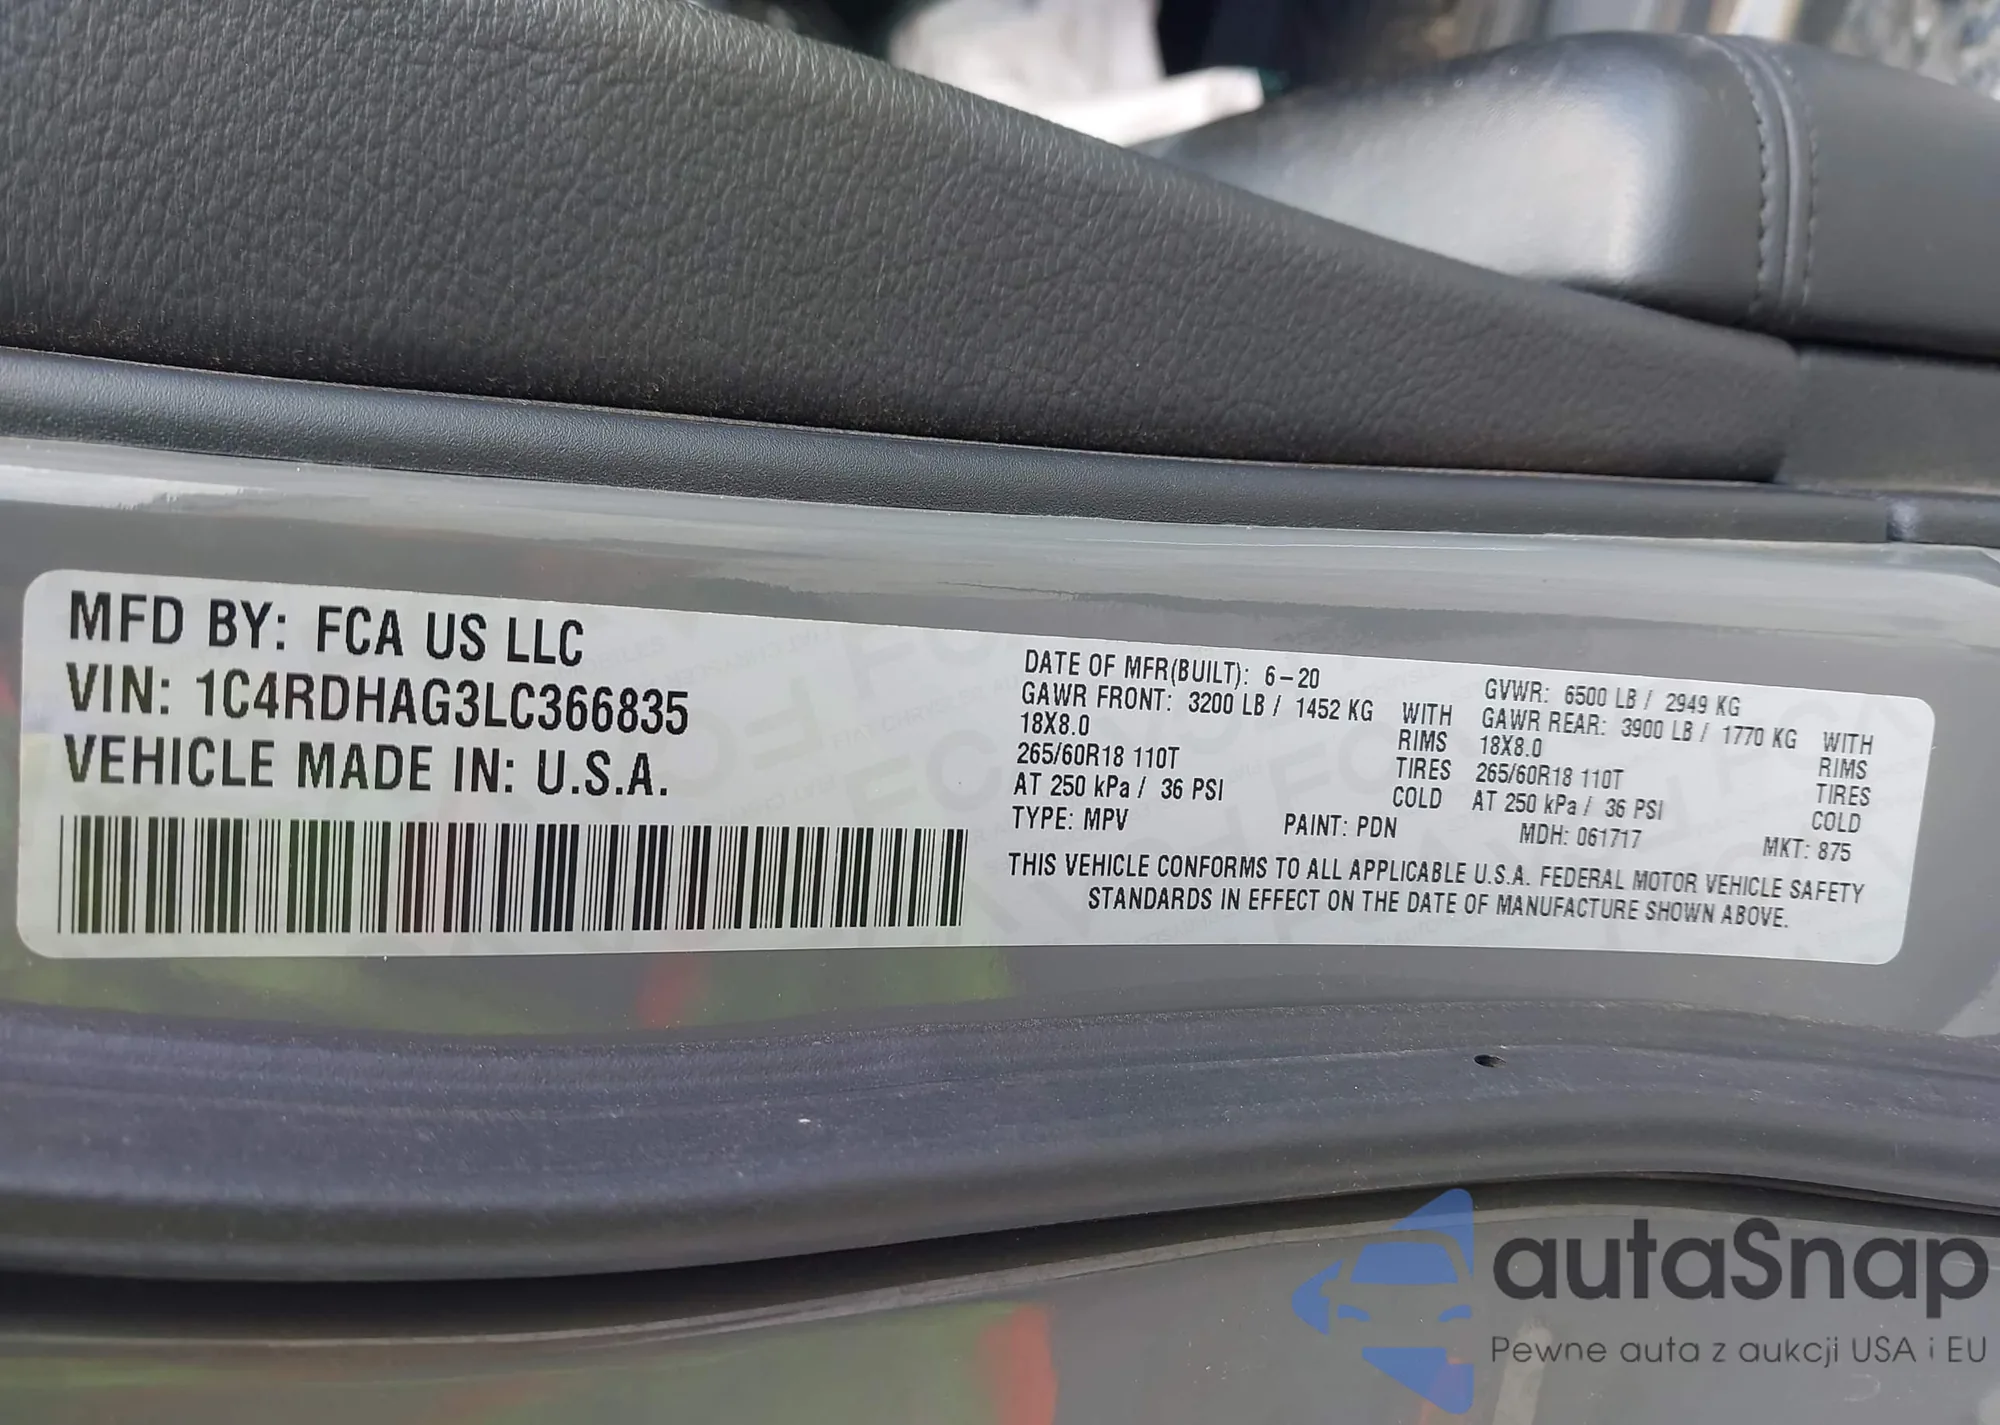 MFD BY: FCA US LLC
VIN: 1C4RDHAG3LC366835
VEHICLE MADE IN: U.S.A.
DATE OF MFR(BUILT): 6-20
GVWR: 6500 LB / 2949 KG
GAWR FRONT: 3200 LB / 1452 KG WITH
18X8.0 RIMS
265/60R18 110T TIRES
AT 250 kPa / 36 PSI COLD
GAWR REAR: 3900 LB / 1770 KG WITH
18X8.0 RIMS
265/60R18 110T TIRES
AT 250 kPa / 36 PSI COLD
TYPE: MPV PAINT: PDN MDH: 061717 MKT: 875
THIS VEHICLE CONFORMS TO ALL APPLICABLE U.S.A. FEDERAL MOTOR VEHICLE SAFETY
STANDARDS IN EFFECT ON THE DATE OF MANUFACTURE SHOWN ABOVE.
autaSnap
Pewne auta z aukcji USA i EU